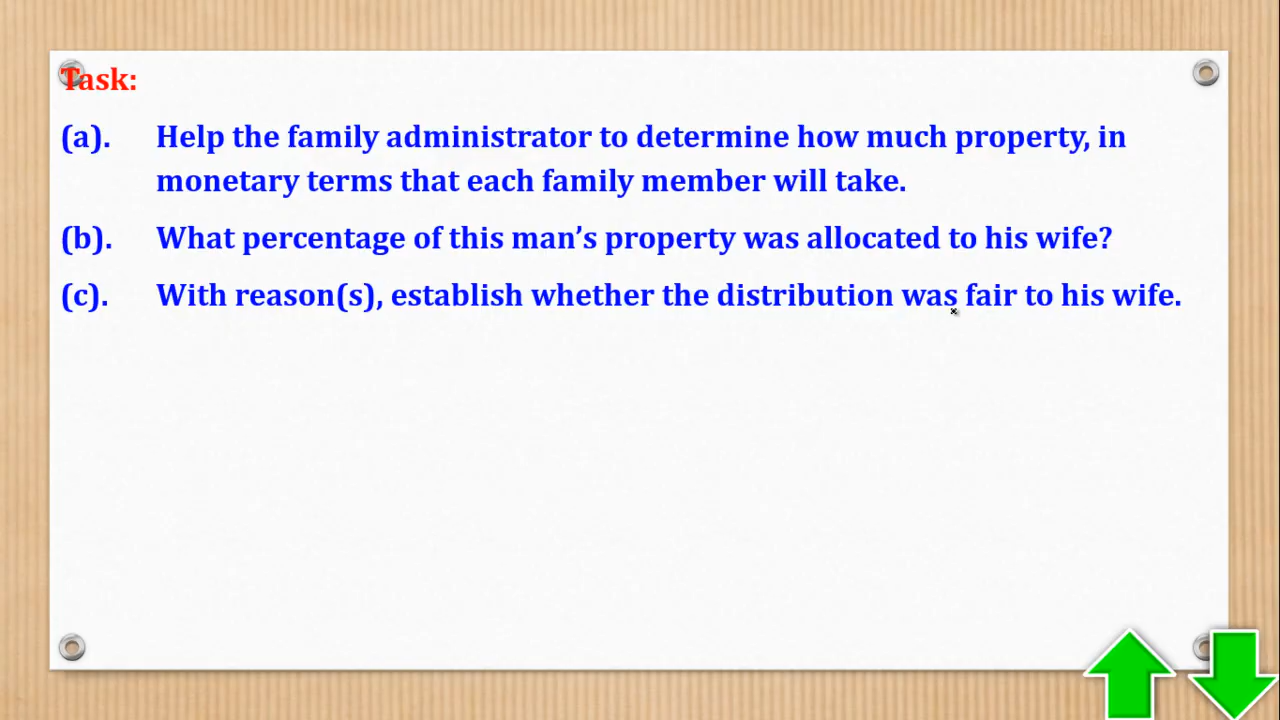 Task:
(a). Help the family administrator to determine how much property, in
monetary terms that each family member will take.
(b). What percentage of this man’s property was allocated to his wife?
(c). With reason(s), establish whether the distribution was fair to his wife.